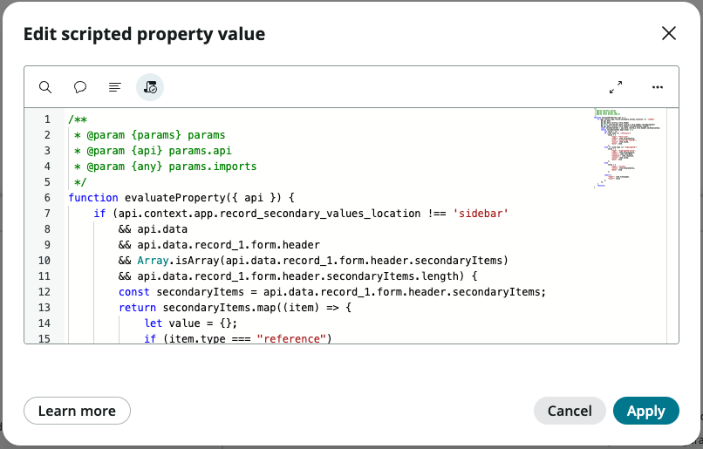 Edit scripted property value
1 /**
2 * @param {params} params
3 * @param {api} params.api
4 * @param {any} params.imports
5 */
6 function evaluateProperty({ api }) {
7 if (api.context.app.record_secondary_values_location !== 'sidebar'
8 && api.data
9 && api.data.record_1.form.header
10 && Array.isArray(api.data.record_1.form.header.secondaryItems)
11 && api.data.record_1.form.header.secondaryItems.length) {
12 const secondaryItems = api.data.record_1.form.header.secondaryItems;
13 return secondaryItems.map((item) => {
14 let value = {};
15 if (item.type === "reference")
Learn more
Cancel
Apply